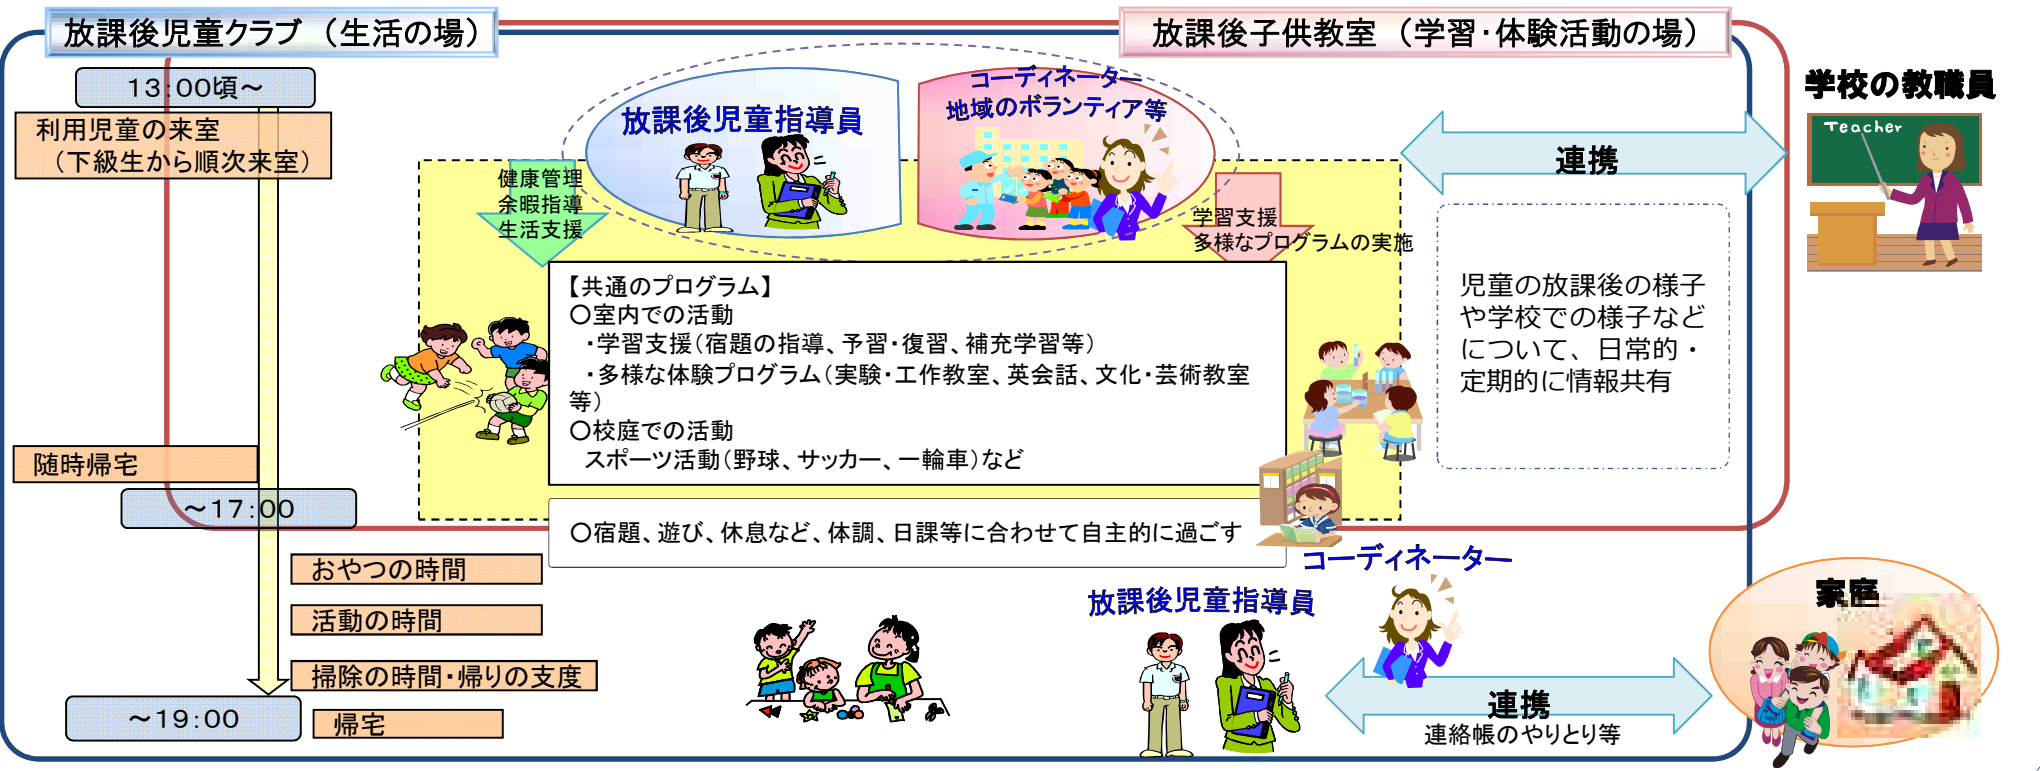 放課後児童クラブ （生活の場）
放課後子供教室 （学習・体験活動の場）
13:00頃～
利用児童の来室
（下級生から順次来室）
随時帰宅
～17:00
おやつの時間
活動の時間
掃除の時間・帰りの支度
～19:00
帰宅
放課後児童指導員
コーディネーター
地域のボランティア等
健康管理
余暇指導
生活支援
学習支援
多様なプログラムの実施
【共通のプログラム】
〇室内での活動
・学習支援（宿題の指導、予習・復習、補充学習等）
・多様な体験プログラム（実験・工作教室、英会話、文化・芸術教室
等）
〇校庭での活動
スポーツ活動（野球、サッカー、一輪車）など
〇宿題、遊び、休息など、体調、日課等に合わせて自主的に過ごす
連携
学校の教職員
Teacher
児童の放課後の様子
や学校での様子など
について、日常的・
定期的に情報共有
コーディネーター
放課後児童指導員
連携
連絡帳のやりとり等
家庭